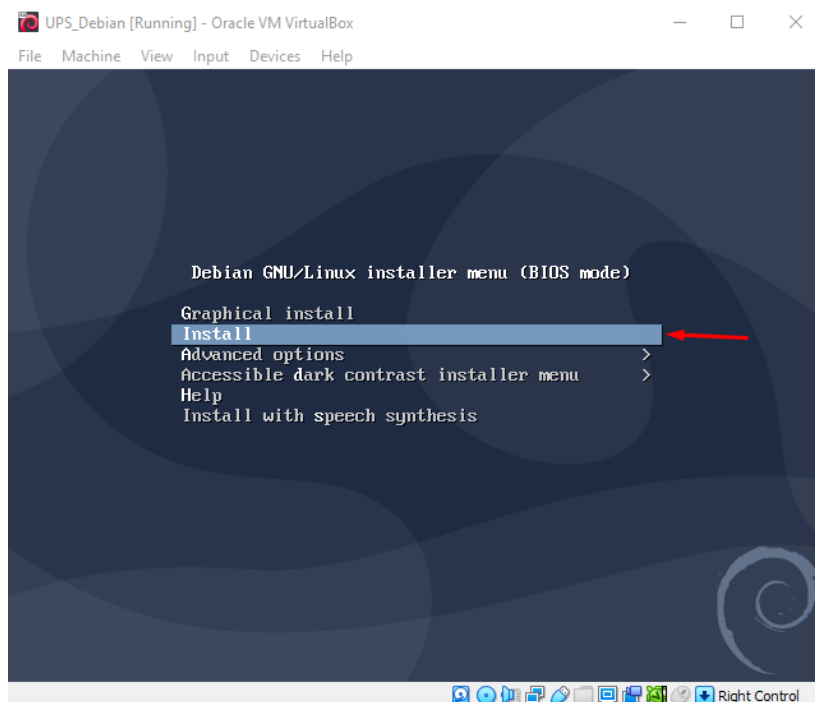 UPS_Debian [Running] - Oracle VM VirtualBox
File Machine View Input Devices Help
Debian GNU/Linux installer menu (BIOS mode)
Graphical install
Install
Advanced options >
Accessible dark contrast installer menu >
Help
Install with speech synthesis
Right Control